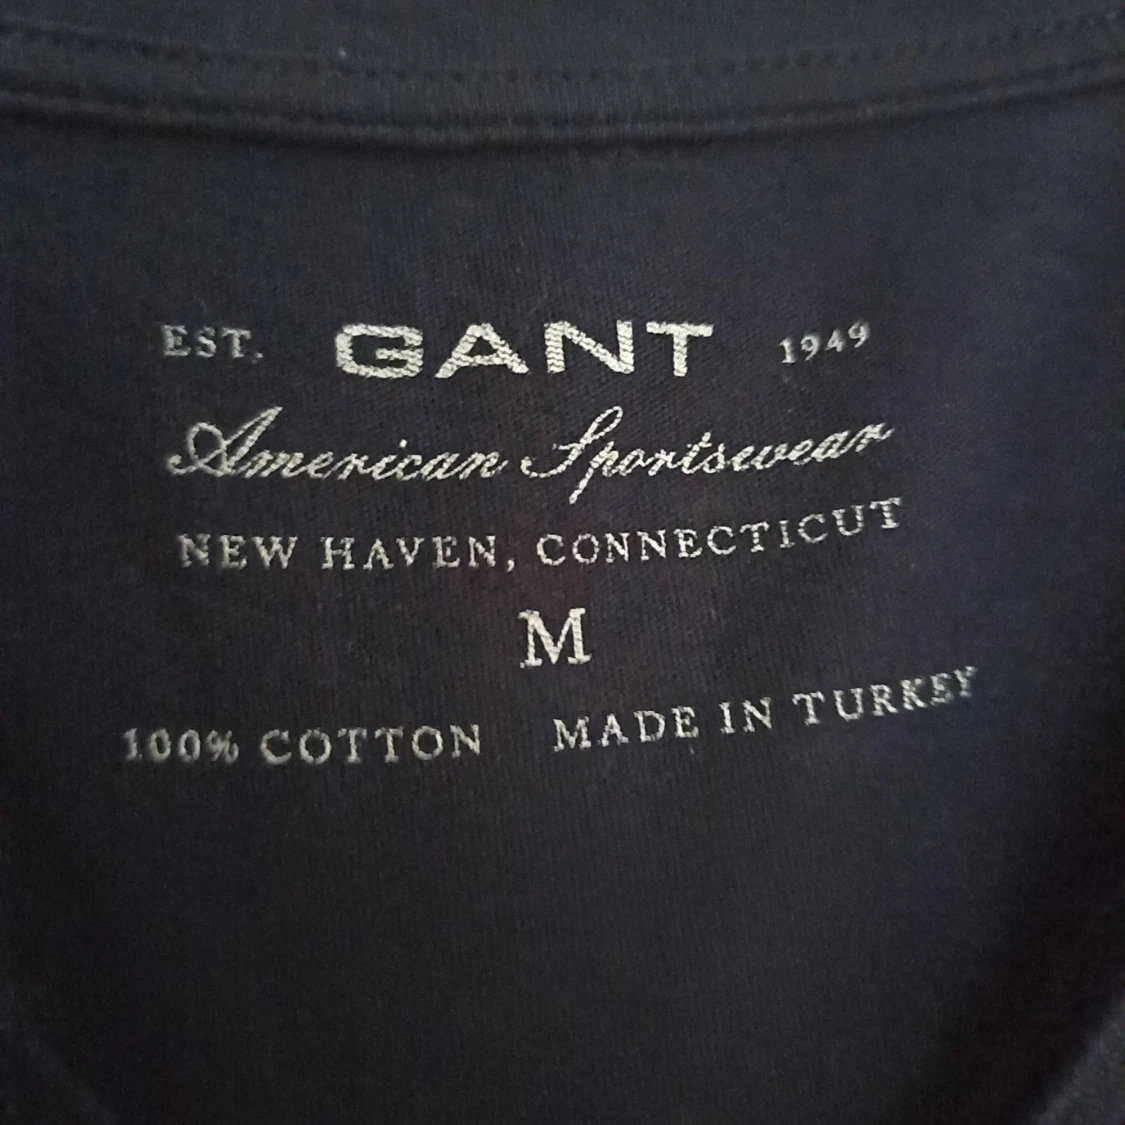 EST. GANT 1949
American Sportswear
NEW HAVEN, CONNECTICUT
M
100% COTTON MADE IN TURKEY